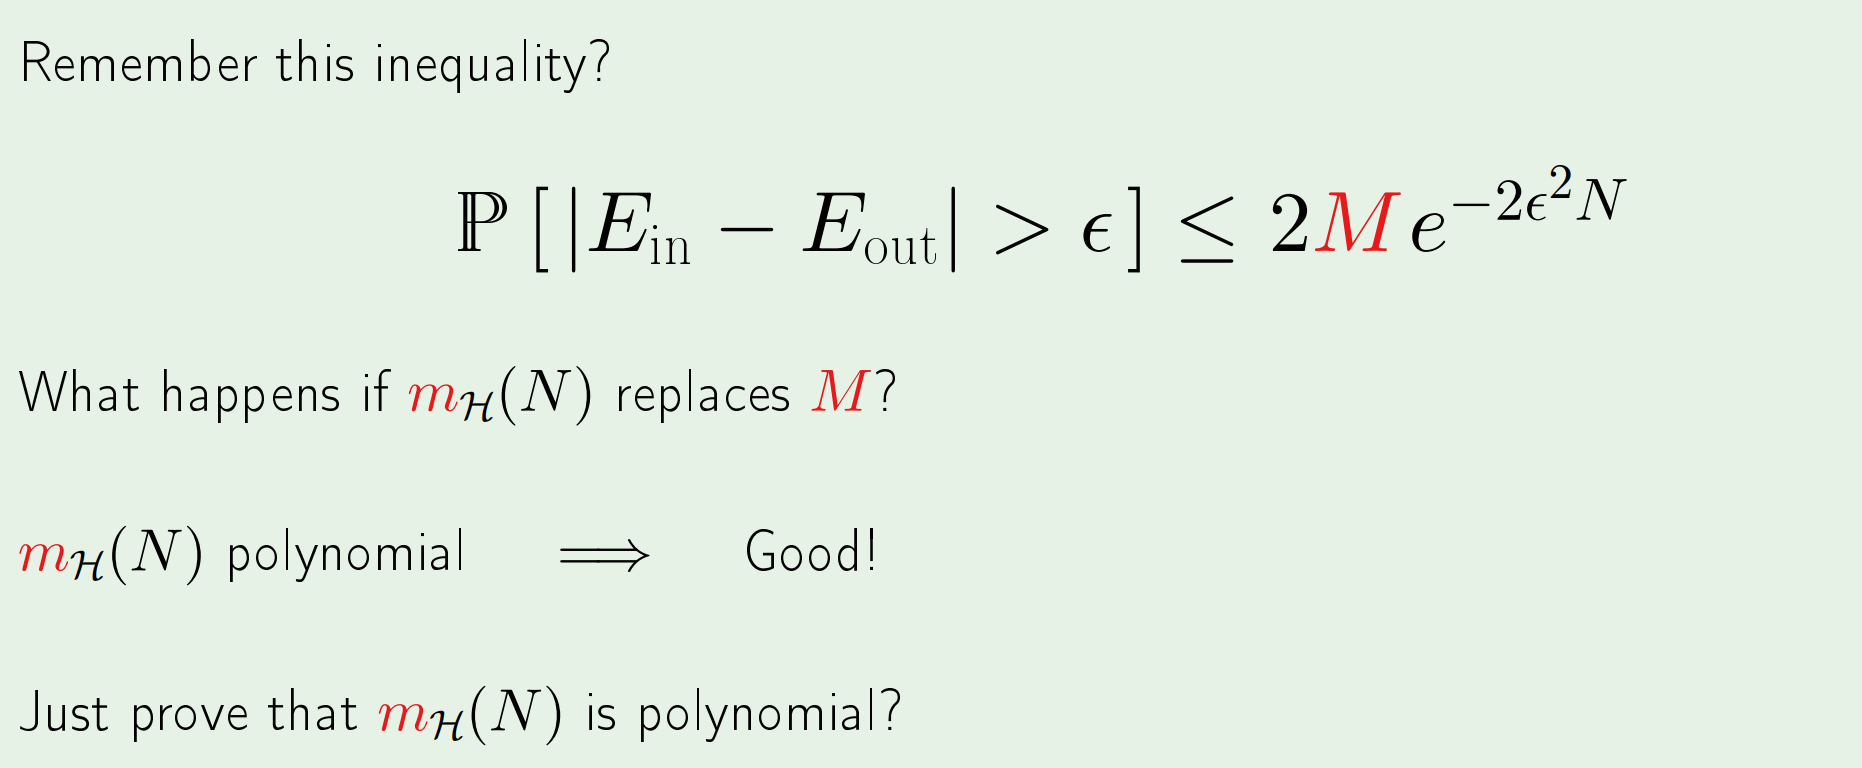 Remember this inequality?
ℙ [ |E_in − E_out| > ϵ ] ≤ 2M e^{−2ϵ²N}
What happens if m_ℋ(N) replaces M?
m_ℋ(N) polynomial ⟹ Good!
Just prove that m_ℋ(N) is polynomial?